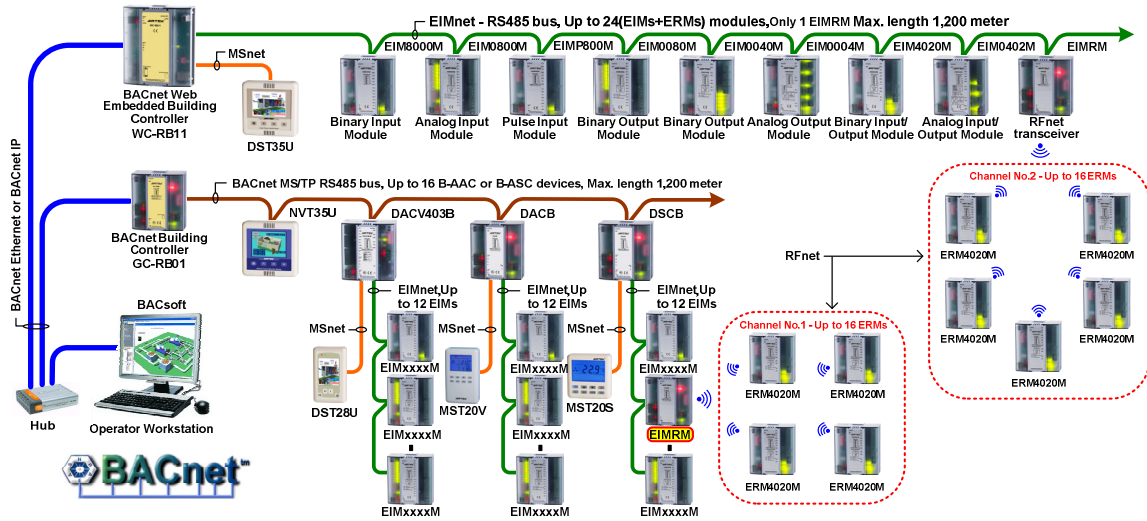 EIMnet - RS485 bus, Up to 24(EIMs+ERMs) modules,Only 1 EIMRM Max. length 1,200 meter
EIM8000M
EIM0800M
EIMP800M
EIM0080M
EIM0040M
EIM0004M
EIM4020M
EIM0402M
EIMRM
MSnet
BACnet Web
Embedded Building
Controller
WC-RB11
DST35U
Binary Input
Module
Analog Input
Module
Pulse Input
Module
Binary Output
Module
Binary Output
Module
Analog Output
Module
Binary Input/
Output Module
Analog Input/
Output Module
RFnet
transceiver
BACnet Ethernet or BACnet IP
BACnet MS/TP RS485 bus, Up to 16 B-AAC or B-ASC devices, Max. length 1,200 meter
NVT35U
DACV403B
DACB
DSCB
BACnet Building
Controller
GC-RB01
EIMnet,Up
to 12 EIMs
EIMnet,Up
to 12 EIMs
EIMnet,Up
to 12 EIMs
MSnet
MSnet
MSnet
DST28U
MST20V
MST20S
EIMxxxxM
EIMxxxxM
EIMxxxxM
EIMxxxxM
EIMxxxxM
EIMRM
EIMxxxxM
EIMxxxxM
EIMxxxxM
RFnet
Channel No.1 - Up to 16 ERMs
ERM4020M
ERM4020M
ERM4020M
ERM4020M
Channel No.2 - Up to 16 ERMs
ERM4020M
ERM4020M
ERM4020M
ERM4020M
ERM4020M
BACsoft
Hub
Operator Workstation
BACnet tm